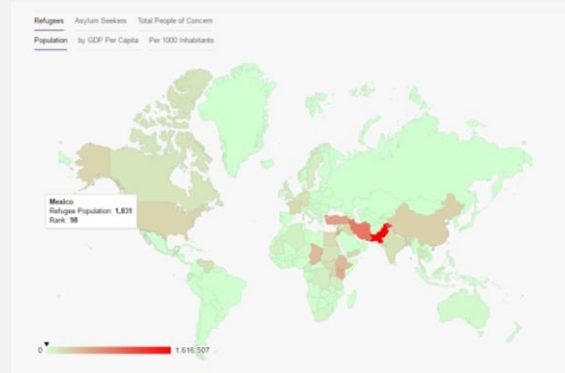 Refugees Asylum Seekers Total People of Concern
Population by GDP Per Capita Per 1000 Inhabitants
Mexico
Refugee Population: 1,831
Rank: 98
0 1,616,507